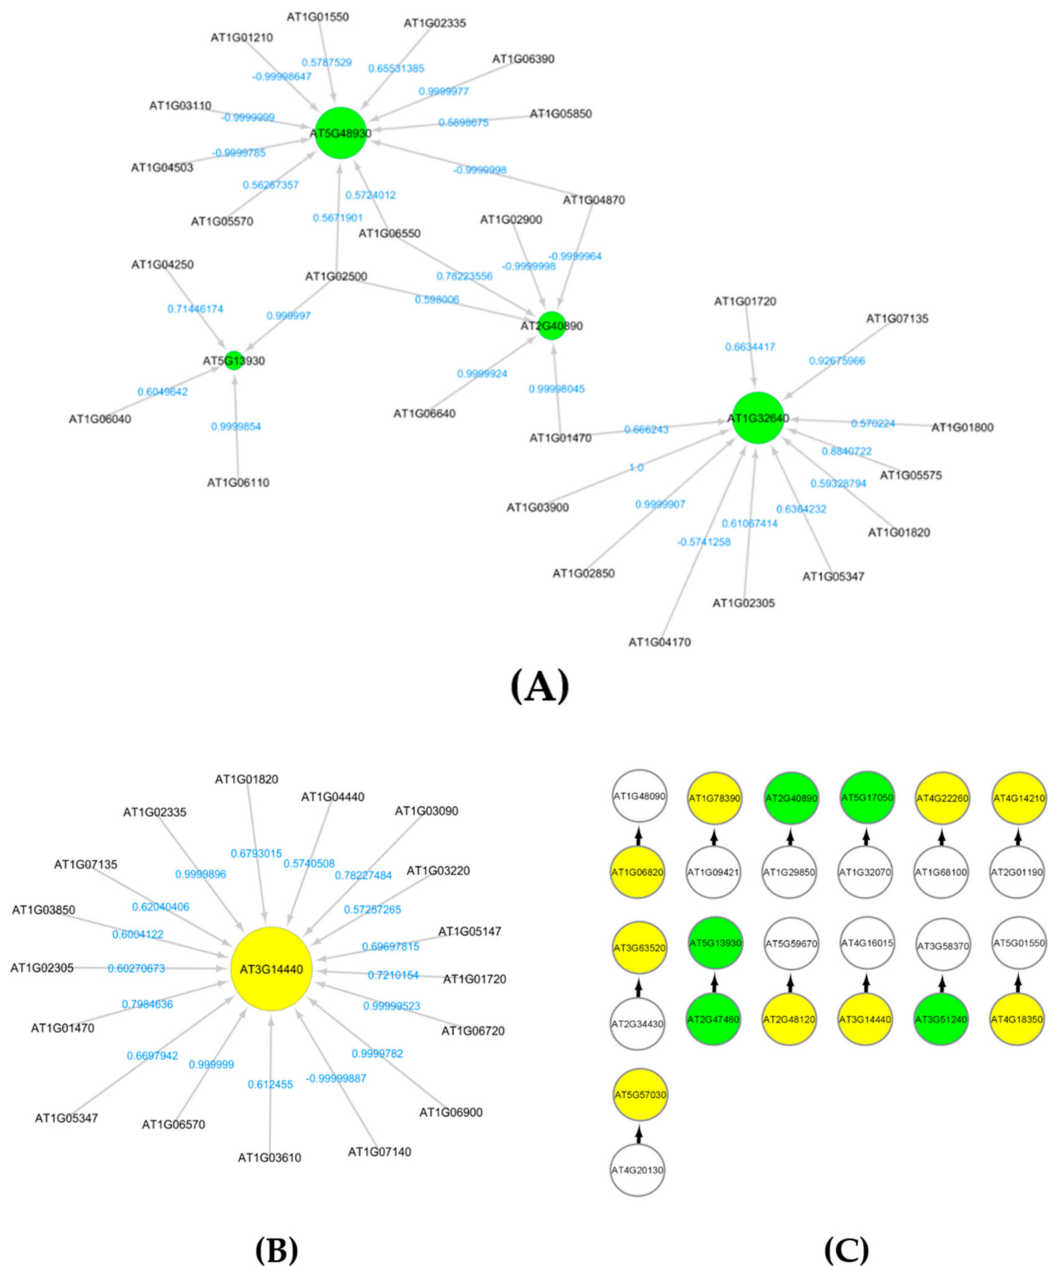 AT1G01550
AT1G02335
AT1G01210
AT1G06390
0.5787529
0.65531385
-0.99998647
0.9999977
AT1G03110
AT1G05850
-0.9999999
0.5898675
AT5G48930
-0.9999785
AT1G04503
-0.9999998
0.56267357
0.5724012
AT1G04870
AT1G05570
0.5671901
AT1G02900
AT1G06550
AT1G04250
-0.9999998
-0.9999964
AT1G02500
0.78223556
0.598006
0.71446174
0.999997
AT1G01720
AT1G07135
AT2G40890
0.6634417
AT5G13930
0.92675966
0.9999924
0.6049642
0.99998045
AT1G06640
AT1G06040
AT1G32640
0.9999854
AT1G01470
0.666243
0.570224
AT1G01800
0.8840722
1.0
AT1G05575
AT1G06110
0.59328794
0.9999907
AT1G03900
0.6364232
0.61067414
AT1G01820
-0.5741258
AT1G02850
AT1G05347
AT1G02305
AT1G04170
(A)
AT1G01820
AT1G04440
AT1G02335
AT1G03090
0.6793015
0.5740508
AT1G07135
0.9999896
0.78227484
AT1G03220
0.62040406
0.57257265
AT1G03850
0.6004122
AT1G05147
0.69697815
AT1G02305
0.60270673
AT3G14440
0.7210154
AT1G01720
0.7984636
0.99999523
AT1G01470
AT1G06720
0.6697942
0.999999
0.612455
-0.99999887
0.9999782
AT1G05347
AT1G06570
AT1G06900
AT1G03610
AT1G07140
(B)
AT1G48090 AT1G78390 AT2G40890 AT5G17050 AT4G22260 AT4G14210
AT1G06820 AT1G09421 AT1G29850 AT1G32070 AT1G68100 AT2G01190
AT3G63520 AT5G13930 AT5G59670 AT4G16015 AT3G58370 AT5G01550
AT2G34430 AT2G47460 AT2G48120 AT3G14440 AT3G51240 AT4G18350
AT5G57030
AT4G20130
(C)